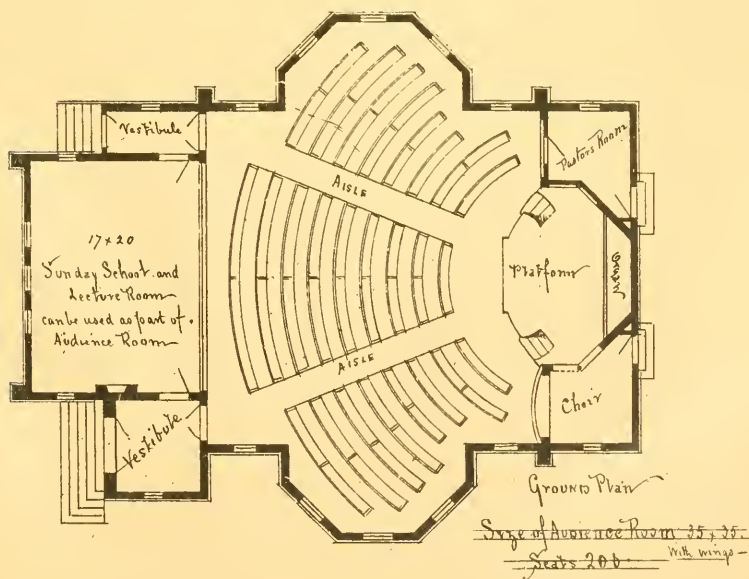 Vestibule
Pastors Room
AISLE
17 x 20
Sunday School and
Lecture Room
can be used as part of
Audience Room
Platform
AISLE
Choir
Vestibule
Ground Plan
Size of Audience Room 35 x 35.
With wings -
Seats 200.